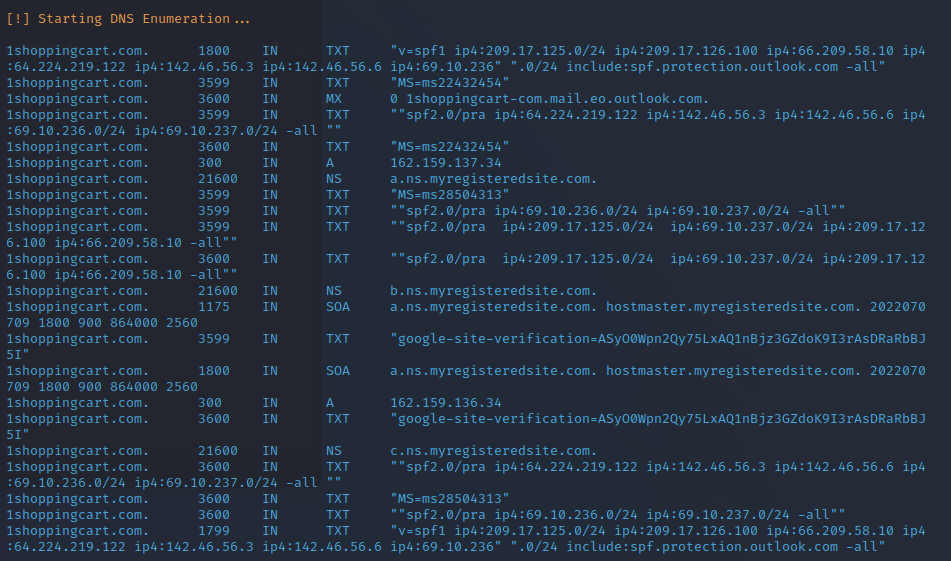 [!] Starting DNS Enumeration...
1shoppingcart.com.      1800    IN      TXT     "v=spf1 ip4:209.17.125.0/24 ip4:209.17.126.100 ip4:66.209.58.10 ip4
:64.224.219.122 ip4:142.46.56.3 ip4:142.46.56.6 ip4:69.10.236" ".0/24 include:spf.protection.outlook.com -all"
1shoppingcart.com.      3599    IN      TXT     "MS=ms22432454"
1shoppingcart.com.      3600    IN      MX      0 1shoppingcart-com.mail.eo.outlook.com.
1shoppingcart.com.      3599    IN      TXT     ""spf2.0/pra ip4:64.224.219.122 ip4:142.46.56.3 ip4:142.46.56.6 ip4
:69.10.236.0/24 ip4:69.10.237.0/24 -all ""
1shoppingcart.com.      3600    IN      TXT     "MS=ms22432454"
1shoppingcart.com.      300     IN      A       162.159.137.34
1shoppingcart.com.      21600   IN      NS      a.ns.myregisteredsite.com.
1shoppingcart.com.      3599    IN      TXT     "MS=ms28504313"
1shoppingcart.com.      3599    IN      TXT     ""spf2.0/pra ip4:69.10.236.0/24 ip4:69.10.237.0/24 -all""
1shoppingcart.com.      3599    IN      TXT     ""spf2.0/pra  ip4:209.17.125.0/24  ip4:69.10.237.0/24 ip4:209.17.12
6.100 ip4:66.209.58.10 -all""
1shoppingcart.com.      3600    IN      TXT     ""spf2.0/pra  ip4:209.17.125.0/24  ip4:69.10.237.0/24 ip4:209.17.12
6.100 ip4:66.209.58.10 -all""
1shoppingcart.com.      21600   IN      NS      b.ns.myregisteredsite.com.
1shoppingcart.com.      1175    IN      SOA     a.ns.myregisteredsite.com. hostmaster.myregisteredsite.com. 2022070
709 1800 900 864000 2560
1shoppingcart.com.      3599    IN      TXT     "google-site-verification=ASyO0Wpn2Qy75LxAQ1nBjz3GZdoK9I3rAsDRaRbBJ
5I"
1shoppingcart.com.      1800    IN      SOA     a.ns.myregisteredsite.com. hostmaster.myregisteredsite.com. 2022070
709 1800 900 864000 2560
1shoppingcart.com.      300     IN      A       162.159.136.34
1shoppingcart.com.      3600    IN      TXT     "google-site-verification=ASyO0Wpn2Qy75LxAQ1nBjz3GZdoK9I3rAsDRaRbBJ
5I"
1shoppingcart.com.      21600   IN      NS      c.ns.myregisteredsite.com.
1shoppingcart.com.      3600    IN      TXT     ""spf2.0/pra ip4:64.224.219.122 ip4:142.46.56.3 ip4:142.46.56.6 ip4
:69.10.236.0/24 ip4:69.10.237.0/24 -all ""
1shoppingcart.com.      3600    IN      TXT     "MS=ms28504313"
1shoppingcart.com.      3600    IN      TXT     ""spf2.0/pra ip4:69.10.236.0/24 ip4:69.10.237.0/24 -all""
1shoppingcart.com.      1799    IN      TXT     "v=spf1 ip4:209.17.125.0/24 ip4:209.17.126.100 ip4:66.209.58.10 ip4
:64.224.219.122 ip4:142.46.56.3 ip4:142.46.56.6 ip4:69.10.236" ".0/24 include:spf.protection.outlook.com -all"